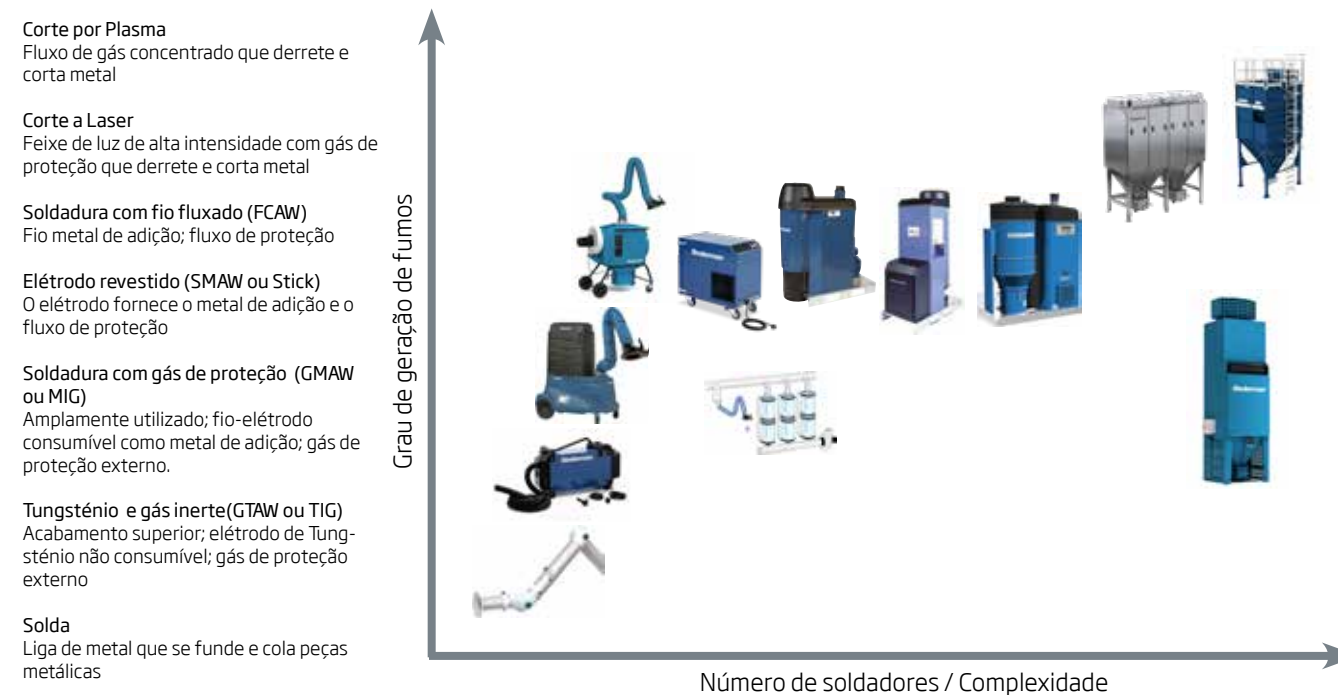 Corte por Plasma
Fluxo de gás concentrado que derrete e
corta metal
Corte a Laser
Feixe de luz de alta intensidade com gás de
proteção que derrete e corta metal
Soldadura com fio fluxado (FCAW)
Fio metal de adição; fluxo de proteção
Elétrodo revestido (SMAW ou Stick)
O elétrodo fornece o metal de adição e o
fluxo de proteção
Soldadura com gás de proteção (GMAW
ou MIG)
Amplamente utilizado; fio-elétrodo
consumível como metal de adição; gás de
proteção externo.
Tungsténio e gás inerte(GTAW ou TIG)
Acabamento superior; elétrodo de Tung-
sténio não consumível; gás de proteção
externo
Solda
Liga de metal que se funde e cola peças
metálicas
Grau de geração de fumos
Número de soldadores / Complexidade